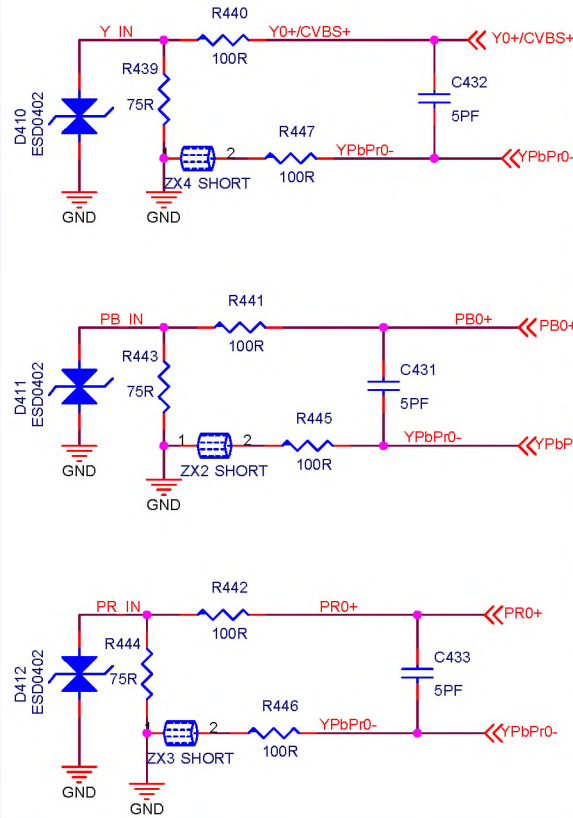 R440
Y_IN
Y0+/CVBS+
Y0+/CVBS+
100R
R439
75R
D410
ESD0402
C432
5PF
R447
1
2
YPbPr0-
YPbPr0-
ZX4 SHORT
100R
GND
GND
R441
PB_IN
PB0+
PB0+
100R
R443
75R
D411
ESD0402
C431
5PF
R445
1
2
YPbPr0-
YPbP
ZX2 SHORT
100R
GND
GND
R442
PR_IN
PR0+
PR0+
100R
R444
75R
D412
ESD0402
C433
5PF
R446
1
2
YPbPr0-
YPbPr0-
ZX3 SHORT
100R
GND
GND